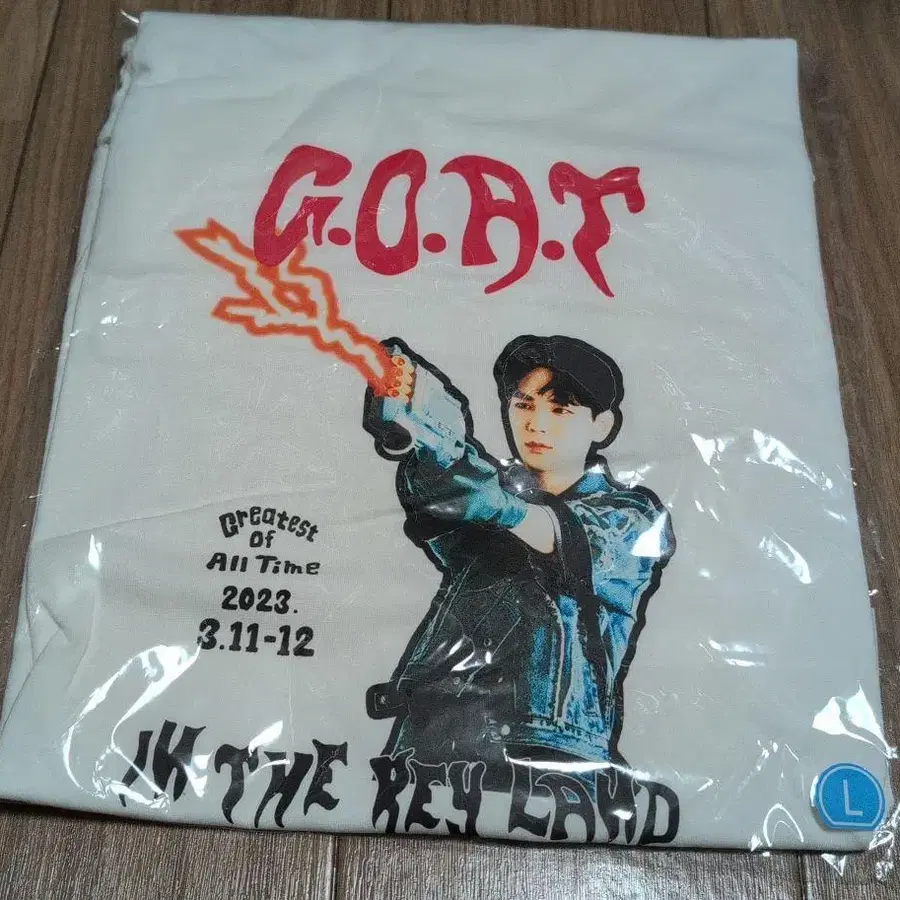 G.O.A.T
Greatest
of
All Time
2023.
3.11-12
IN THE KEY LAND
L